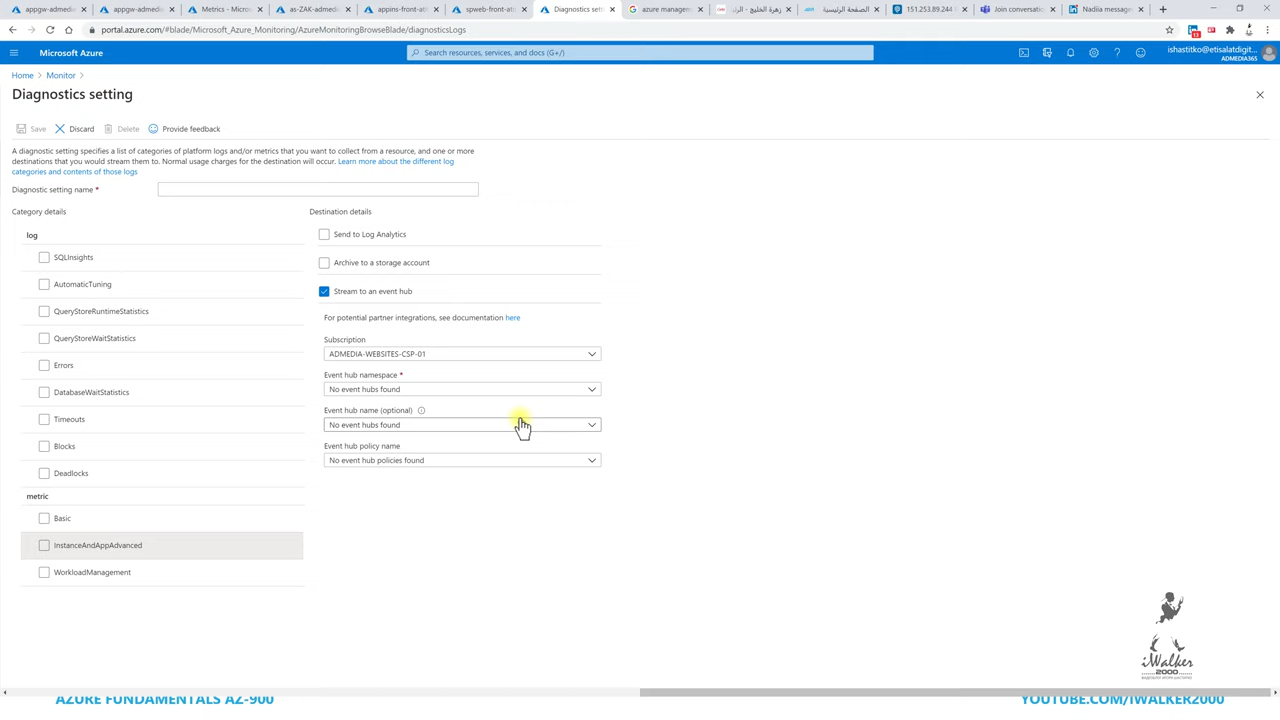 appgw-admedi
appgw-admedi
Metrics - Micros
as-ZAK-admedi
appins-front-at
spweb-front-at
Diagnostics set
azure managem
زهرة الخليج - الر
الصفحة الرئيسية
151.253.89.244
Join conversatio
Nadiia message
portal.azure.com/#blade/Microsoft_Azure_Monitoring/AzureMonitoringBrowseBlade/diagnosticsLogs
Microsoft Azure
Search resources, services, and docs (G+/)
ishastitko@etisalatdigit...
ADMEDIA365
Home > Monitor >
Diagnostics setting
Save Discard Delete Provide feedback
A diagnostic setting specifies a list of categories of platform logs and/or metrics that you want to collect from a resource, and one or more
destinations that you would stream them to. Normal usage charges for the destination will occur. Learn more about the different log
categories and contents of those logs
Diagnostic setting name *
Category details
log
SQLInsights
AutomaticTuning
QueryStoreRuntimeStatistics
QueryStoreWaitStatistics
Errors
DatabaseWaitStatistics
Timeouts
Blocks
Deadlocks
metric
Basic
InstanceAndAppAdvanced
WorkloadManagement
Destination details
Send to Log Analytics
Archive to a storage account
Stream to an event hub
For potential partner integrations, see documentation here
Subscription
ADMEDIA-WEBSITES-CSP-01
Event hub namespace *
No event hubs found
Event hub name (optional)
No event hubs found
Event hub policy name
No event hub policies found
iWalker
2000
AZURE FUNDAMENTALS AZ-900
YOUTUBE.COM/IWALKER2000